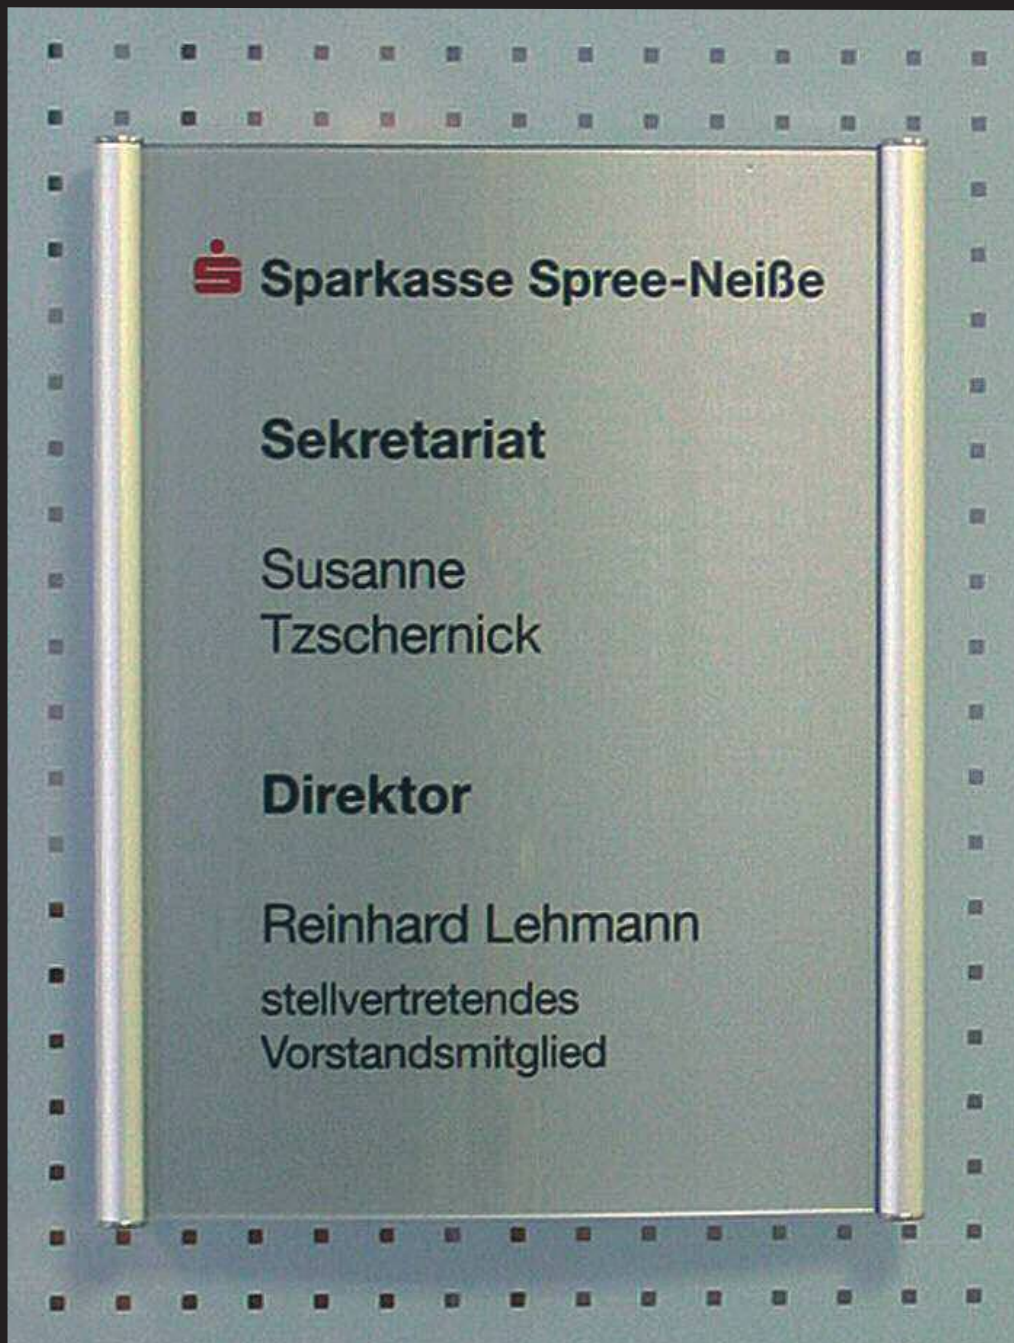 Sparkasse Spree-Neiße
Sekretariat
Susanne
Tzschernick
Direktor
Reinhard Lehmann
stellvertretendes
Vorstandsmitglied